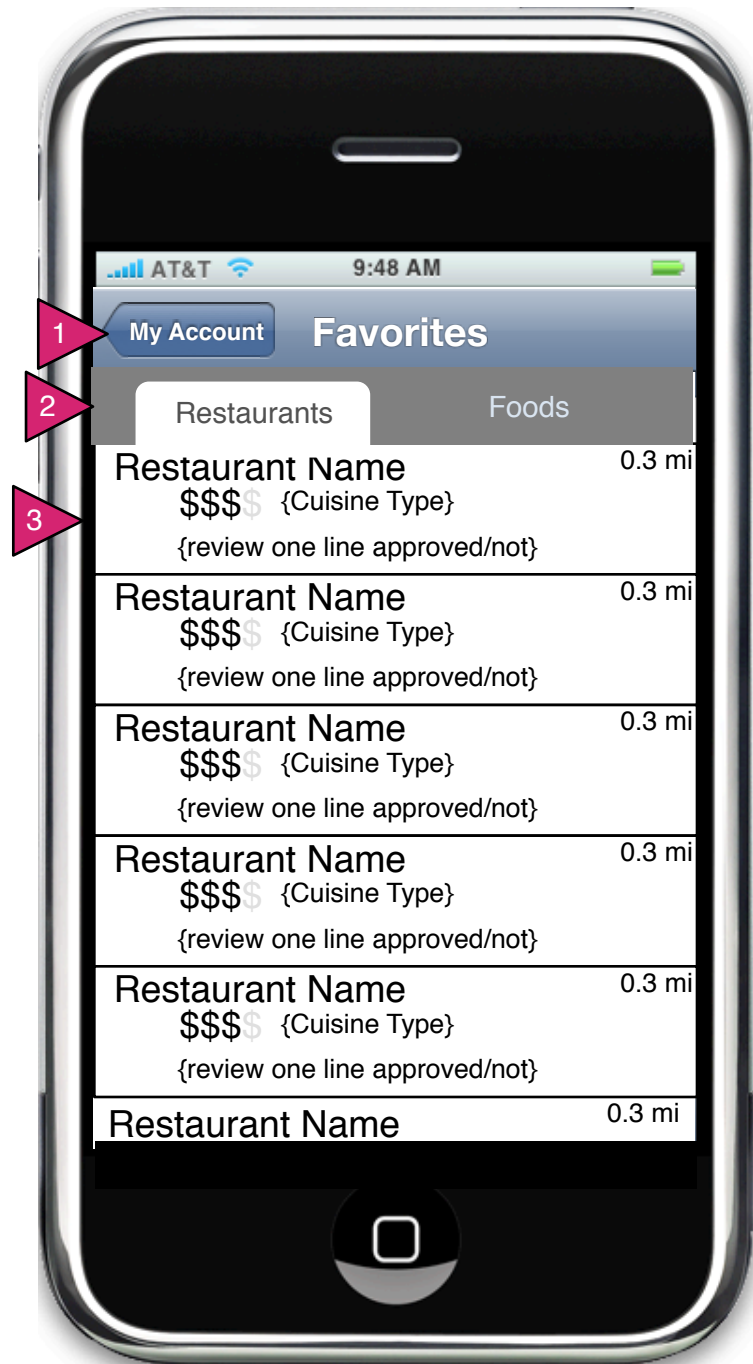 AT&T 9:48 AM
1 My Account Favorites
2 Restaurants Foods
Restaurant Name 0.3 mi
3 $$$$ {Cuisine Type}
{review one line approved/not}
Restaurant Name 0.3 mi
$$$$ {Cuisine Type}
{review one line approved/not}
Restaurant Name 0.3 mi
$$$$ {Cuisine Type}
{review one line approved/not}
Restaurant Name 0.3 mi
$$$$ {Cuisine Type}
{review one line approved/not}
Restaurant Name 0.3 mi
$$$$ {Cuisine Type}
{review one line approved/not}
Restaurant Name 0.3 mi